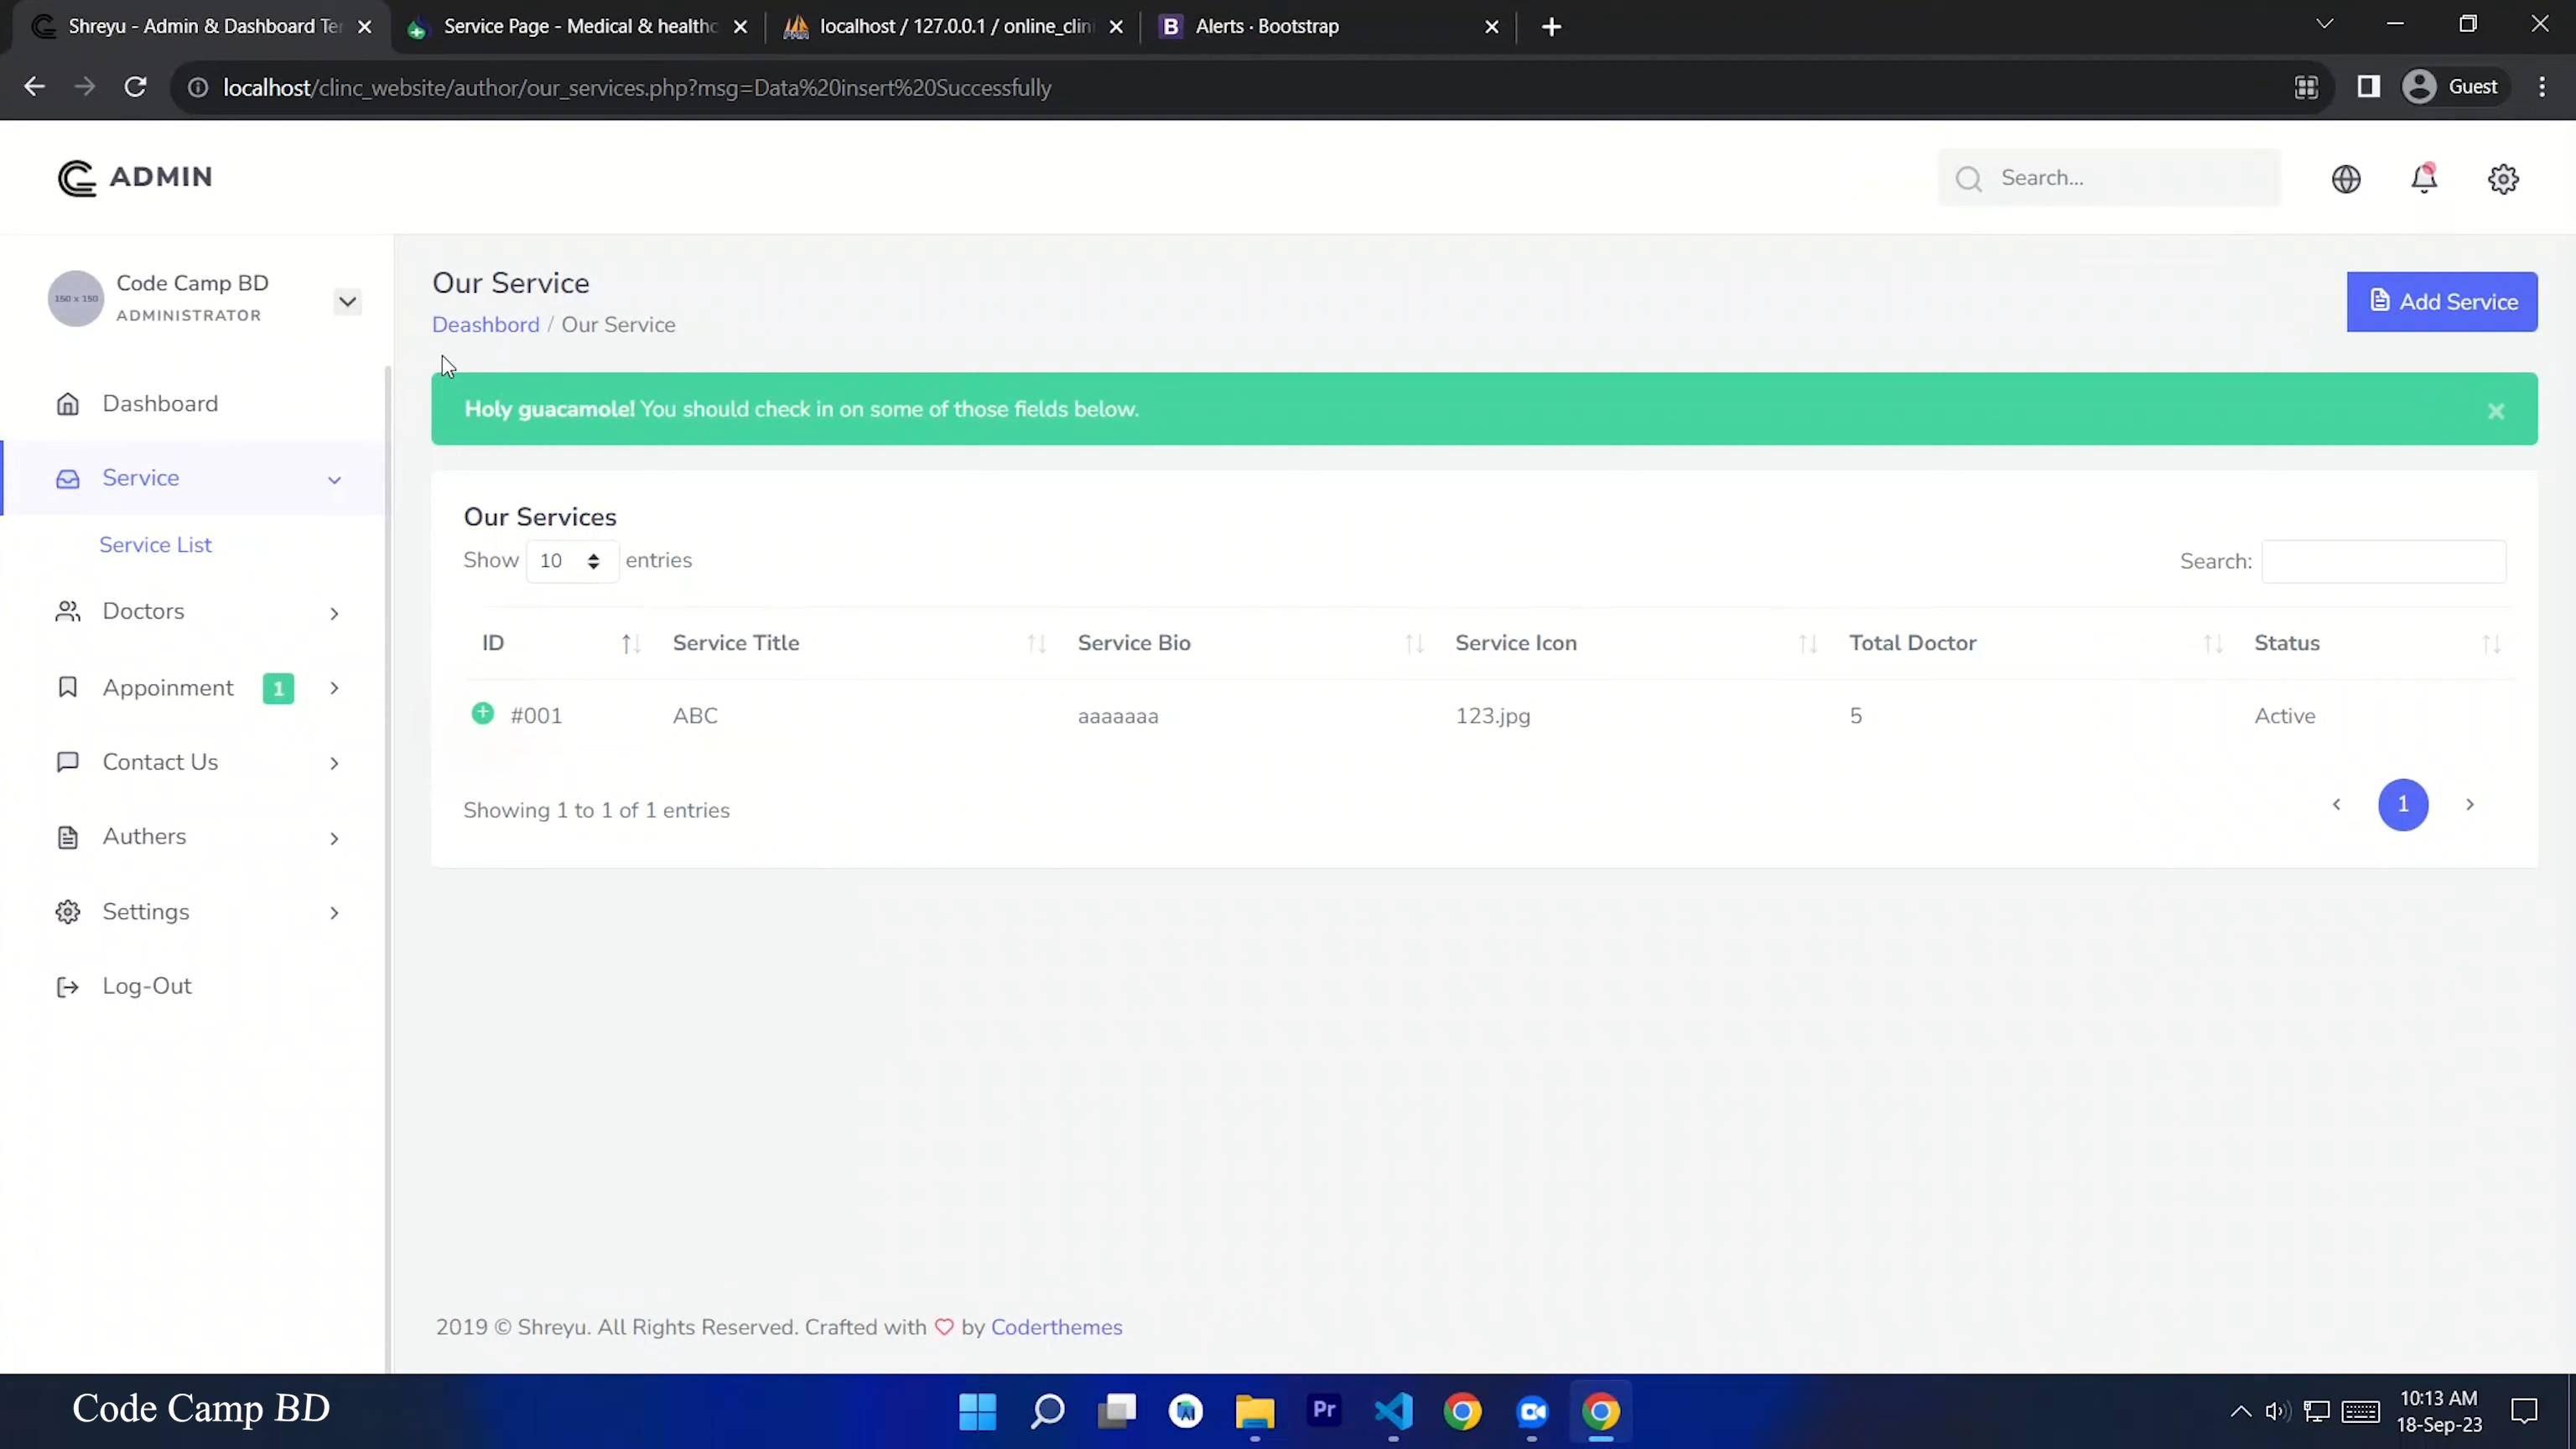 Shreyu - Admin & Dashboard Te
Service Page - Medical & health
localhost / 127.0.0.1 / online_clin
Alerts · Bootstrap
localhost/clinc_website/author/our_services.php?msg=Data%20insert%20Successfully
Guest
ADMIN
Search...
150 x 150
Code Camp BD
ADMINISTRATOR
Dashboard
Service
Service List
Doctors
Appoinment
1
Contact Us
Authers
Settings
Log-Out
Our Service
Deashbord / Our Service
Add Service
Holy guacamole! You should check in on some of those fields below.
Our Services
Show 10 entries
Search:
ID Service Title Service Bio Service Icon Total Doctor Status
#001 ABC aaaaaaa 123.jpg 5 Active
Showing 1 to 1 of 1 entries
1
2019 © Shreyu. All Rights Reserved. Crafted with by Coderthemes
Code Camp BD
Pr
10:13 AM
18-Sep-23